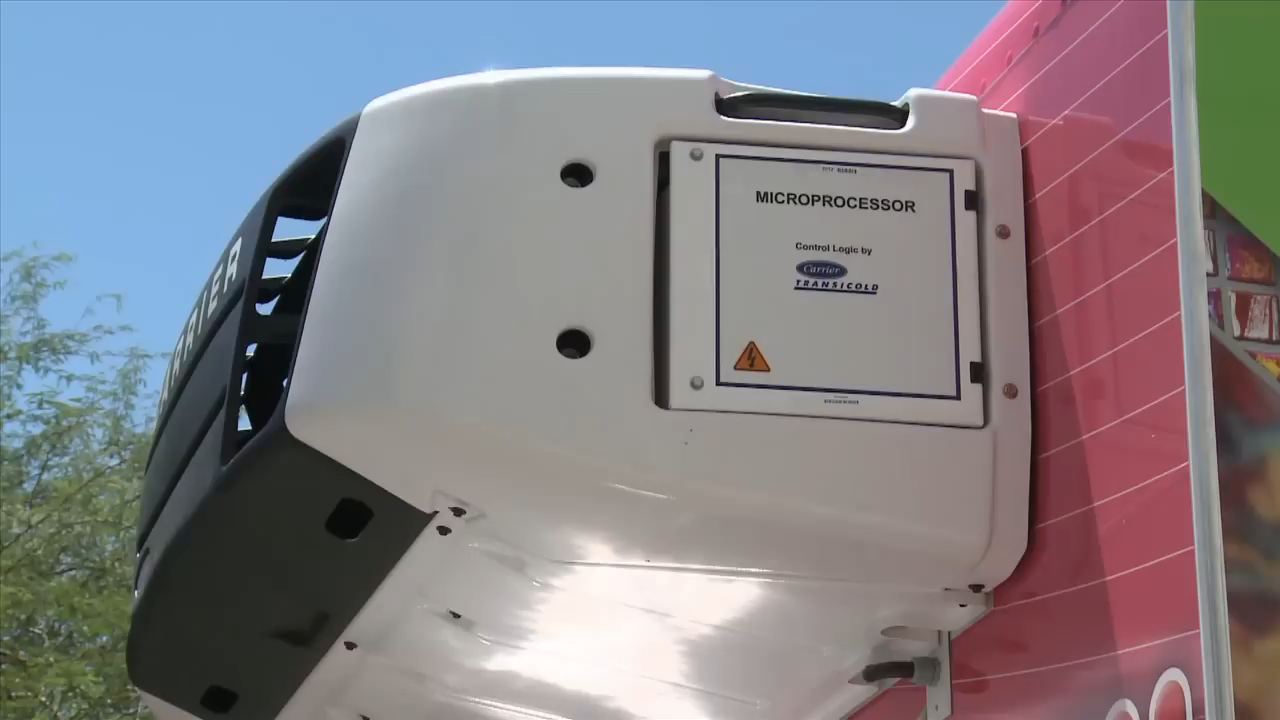 CARRIER
MICROPROCESSOR
Control Logic by
Carrier
TRANSICOLD